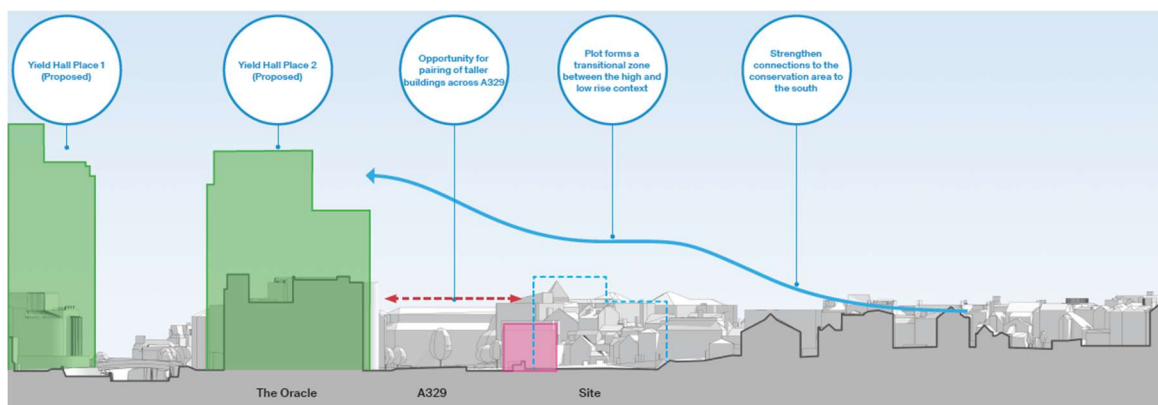 Yield Hall Place 1
(Proposed)
Yield Hall Place 2
(Proposed)
Opportunity for
pairing of taller
buildings across A329
Plot forms a
transitional zone
between the high and
low rise context
Strengthen
connections to the
conservation area to
the south
The Oracle
A329
Site